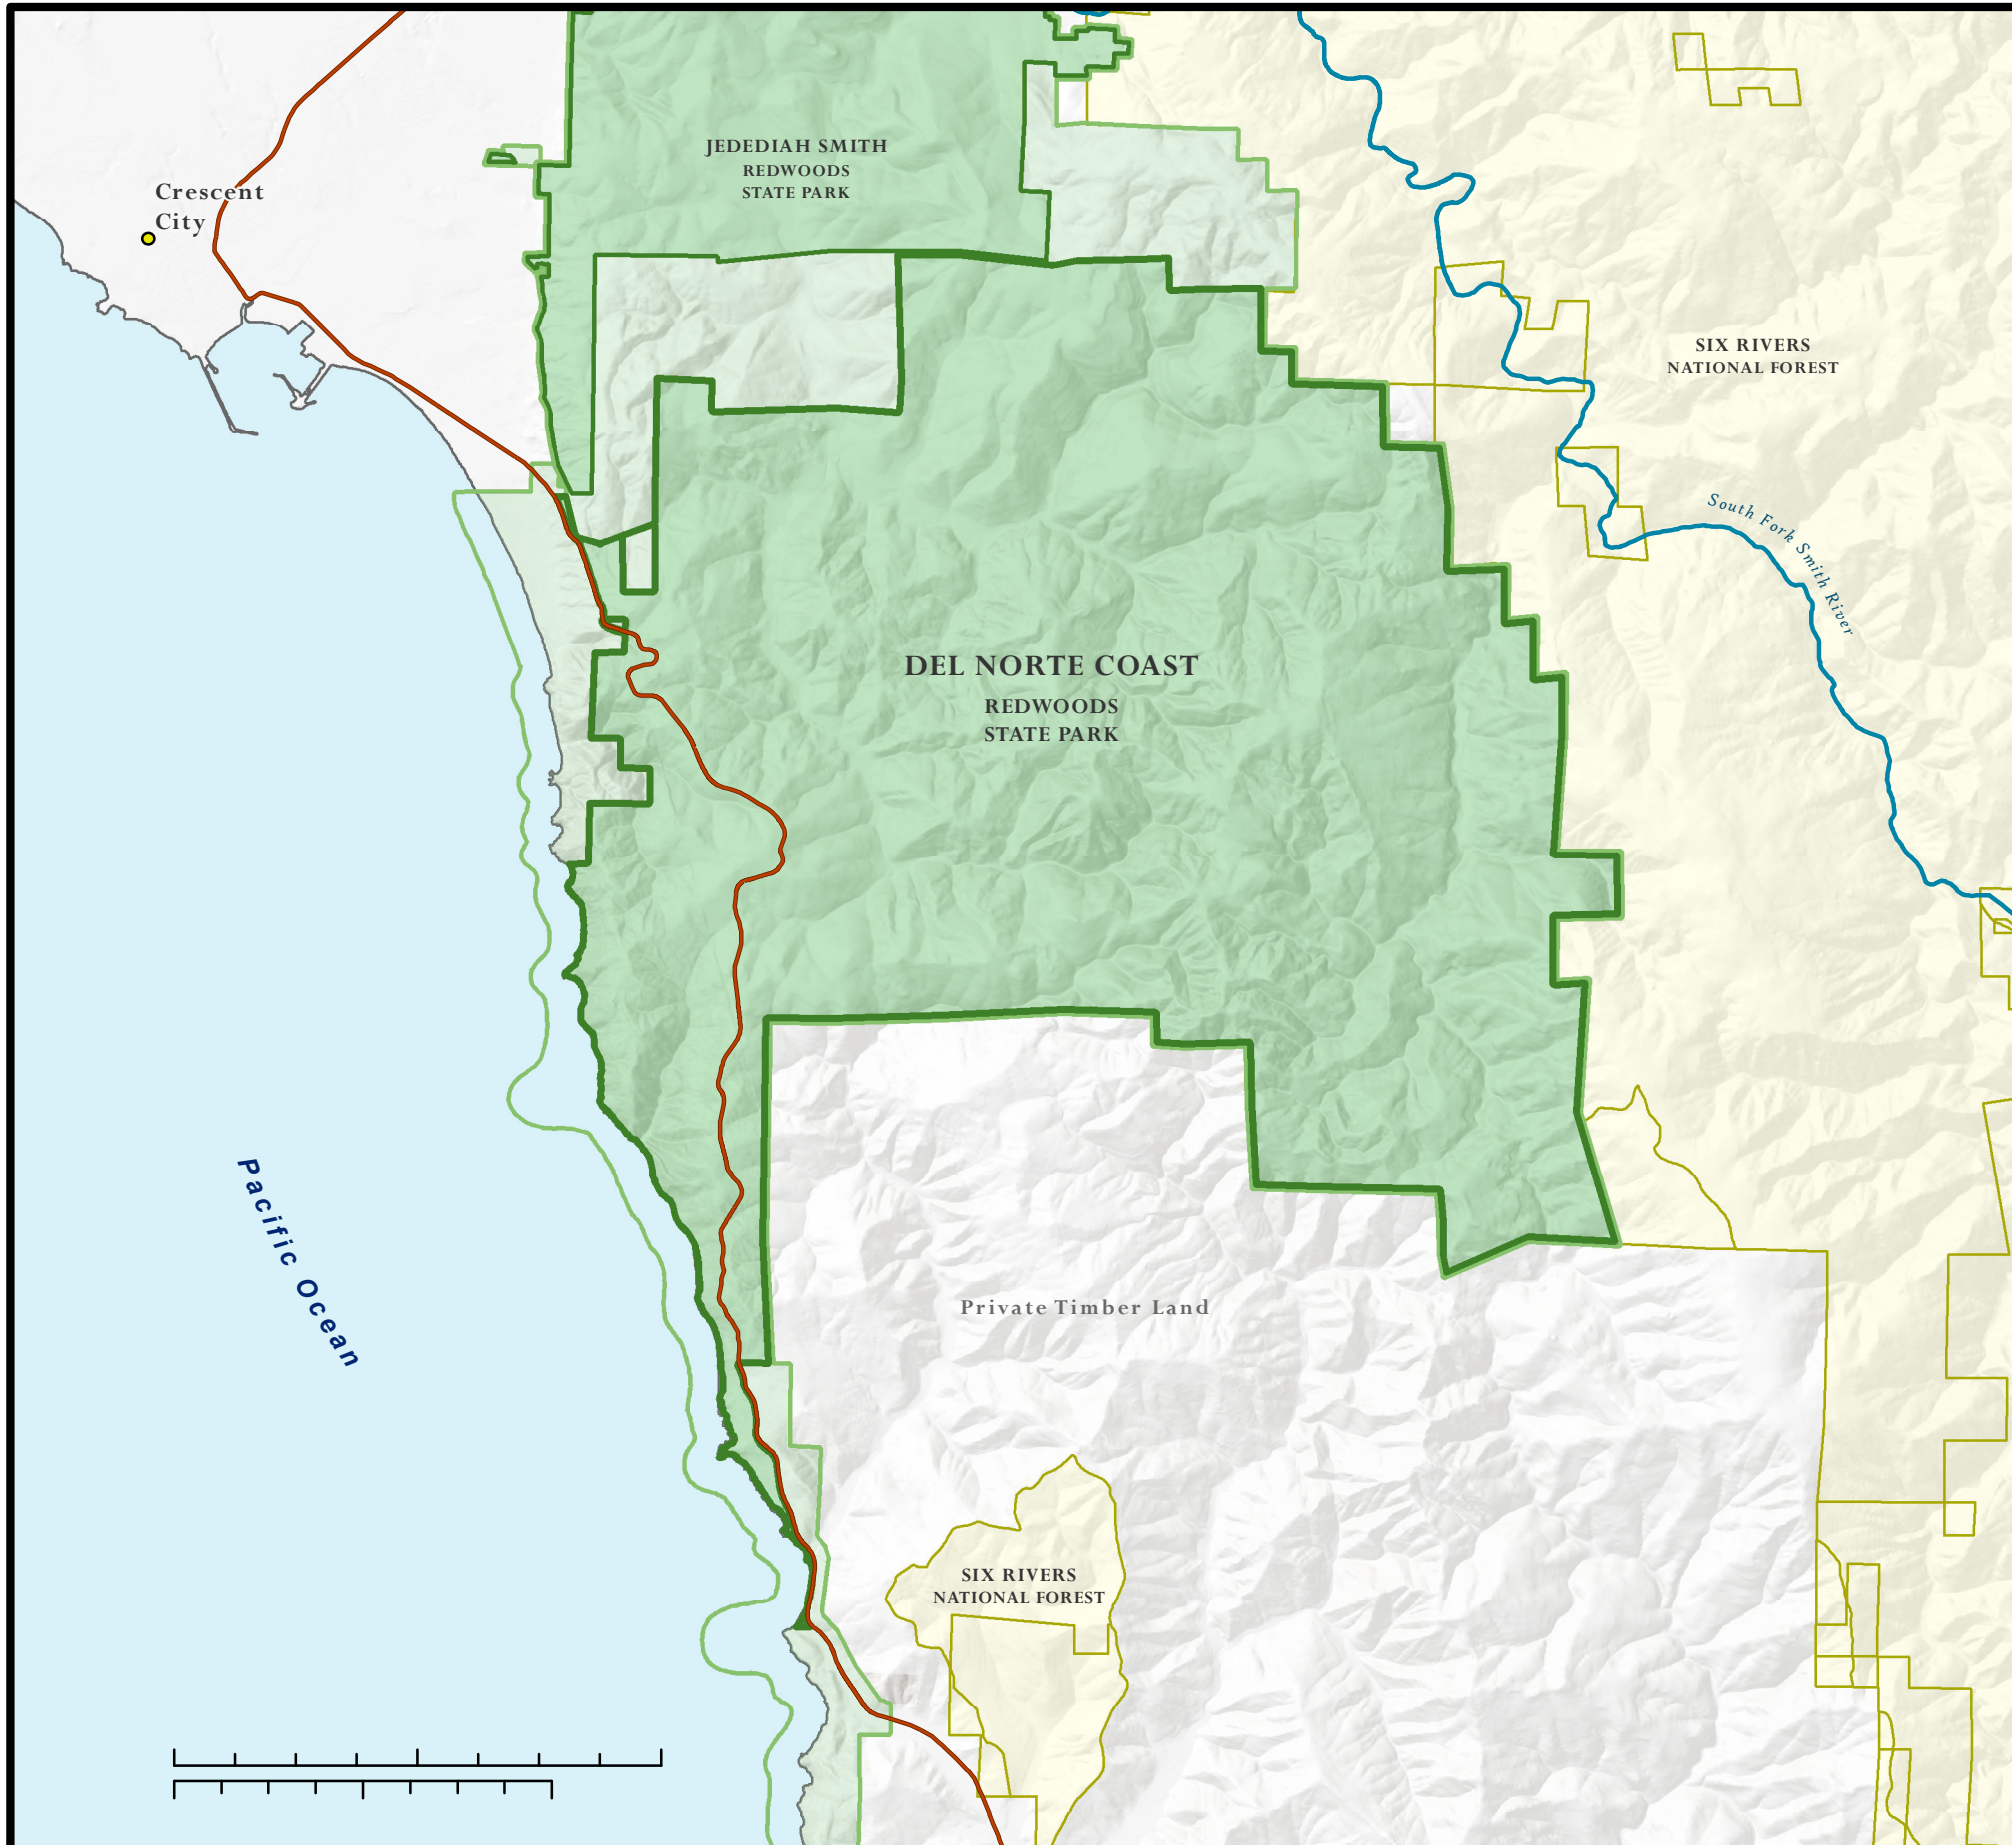 JEDEDIAH SMITH
REDWOODS
STATE PARK
Crescent
City
SIX RIVERS
NATIONAL FOREST
South Fork Smith River
DEL NORTE COAST
REDWOODS
STATE PARK
Pacific Ocean
Private Timber Land
SIX RIVERS
NATIONAL FOREST